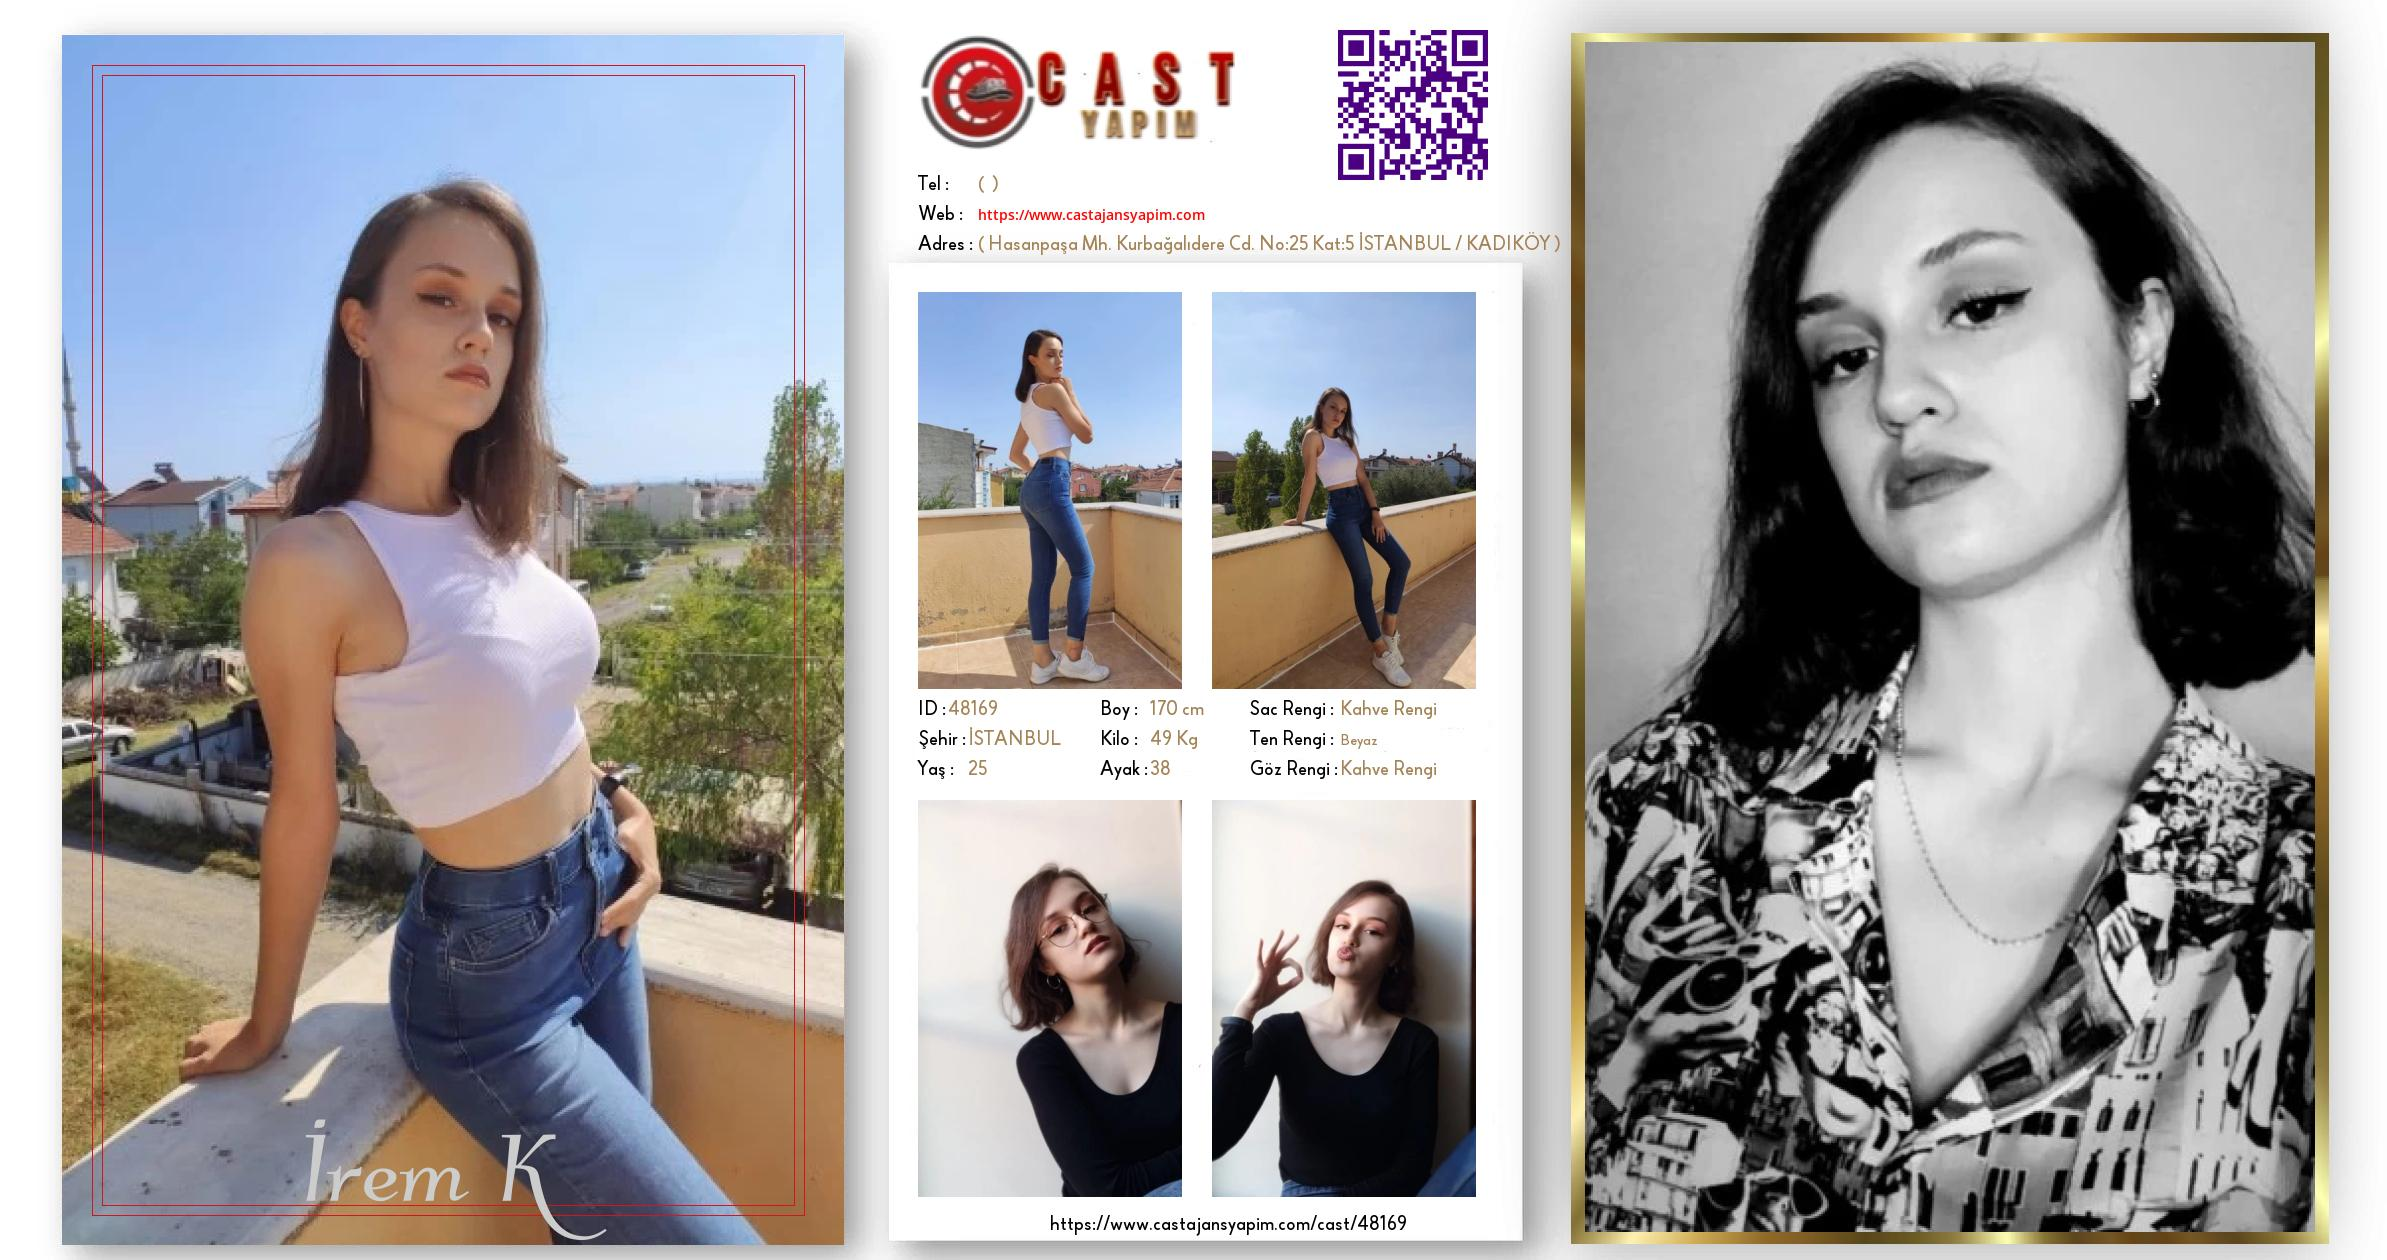 İrem K
CAST
YAPIM
Tel : ( )
Web : https://www.castajansyapim.com
Adres : ( Hasanpaşa Mh. Kurbağalıdere Cd. No:25 Kat:5 İSTANBUL / KADIKÖY )
ID : 48169 Boy : 170 cm Sac Rengi : Kahve Rengi
Şehir : İSTANBUL Kilo : 49 Kg Ten Rengi : Beyaz
Yaş : 25 Ayak : 38 Göz Rengi : Kahve Rengi
https://www.castajansyapim.com/cast/48169